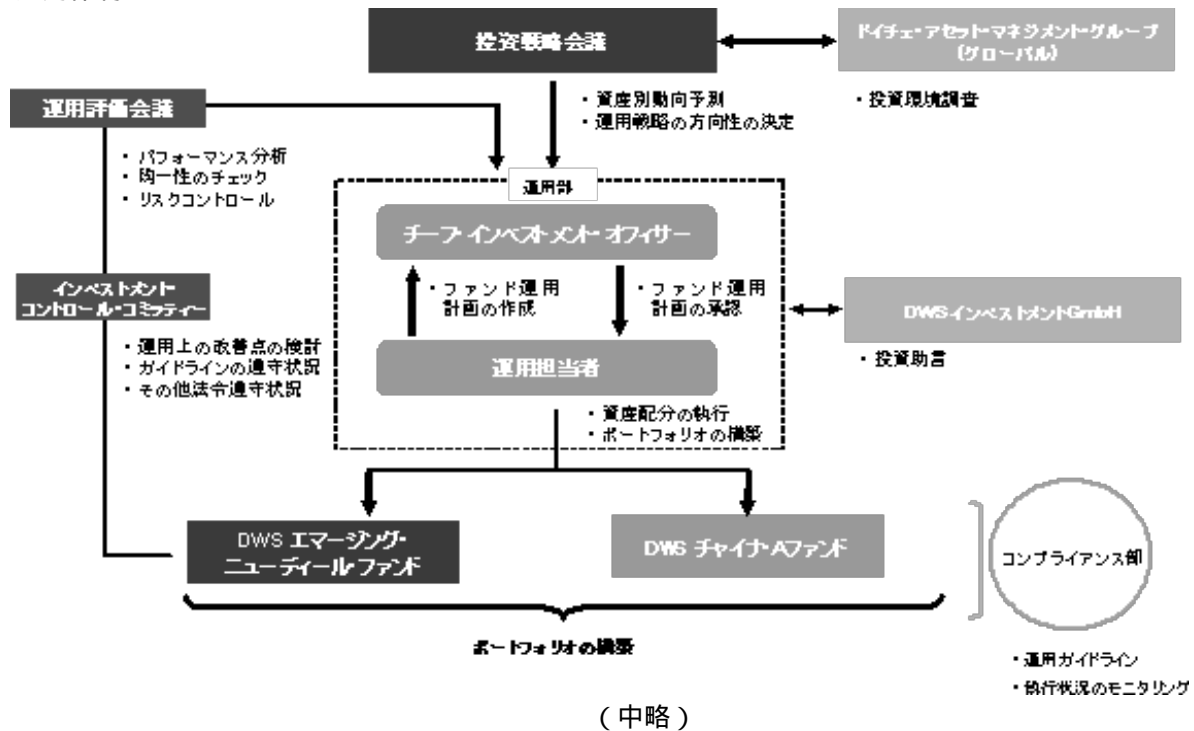 投資戦略会議
ドイチェ・アセット・マネジメント・グループ
(グローバル)
・投資環境調査
運用評価会議
・資産別動向予測
・運用戦略の方向性の決定
・パフォーマンス分析
・均一性のチェック
・リスクコントロール
運用部
チーフ・インベストメント・オフィサー
・ファンド運用
計画の作成
・ファンド運用
計画の承認
インベストメント・
コントロール・コミッティー
・運用上の改善点の検討
・ガイドラインの遵守状況
・その他法令遵守状況
DWSインベストメントGmbH
・投資助言
運用担当者
・資産配分の執行
・ポートフォリオの構築
DWS エマージング・
ニューディール・ファンド
DWS チャイナ・Aファンド
コンプライアンス部
ポートフォリオの構築
・運用ガイドライン
・執行状況のモニタリング
(中略)